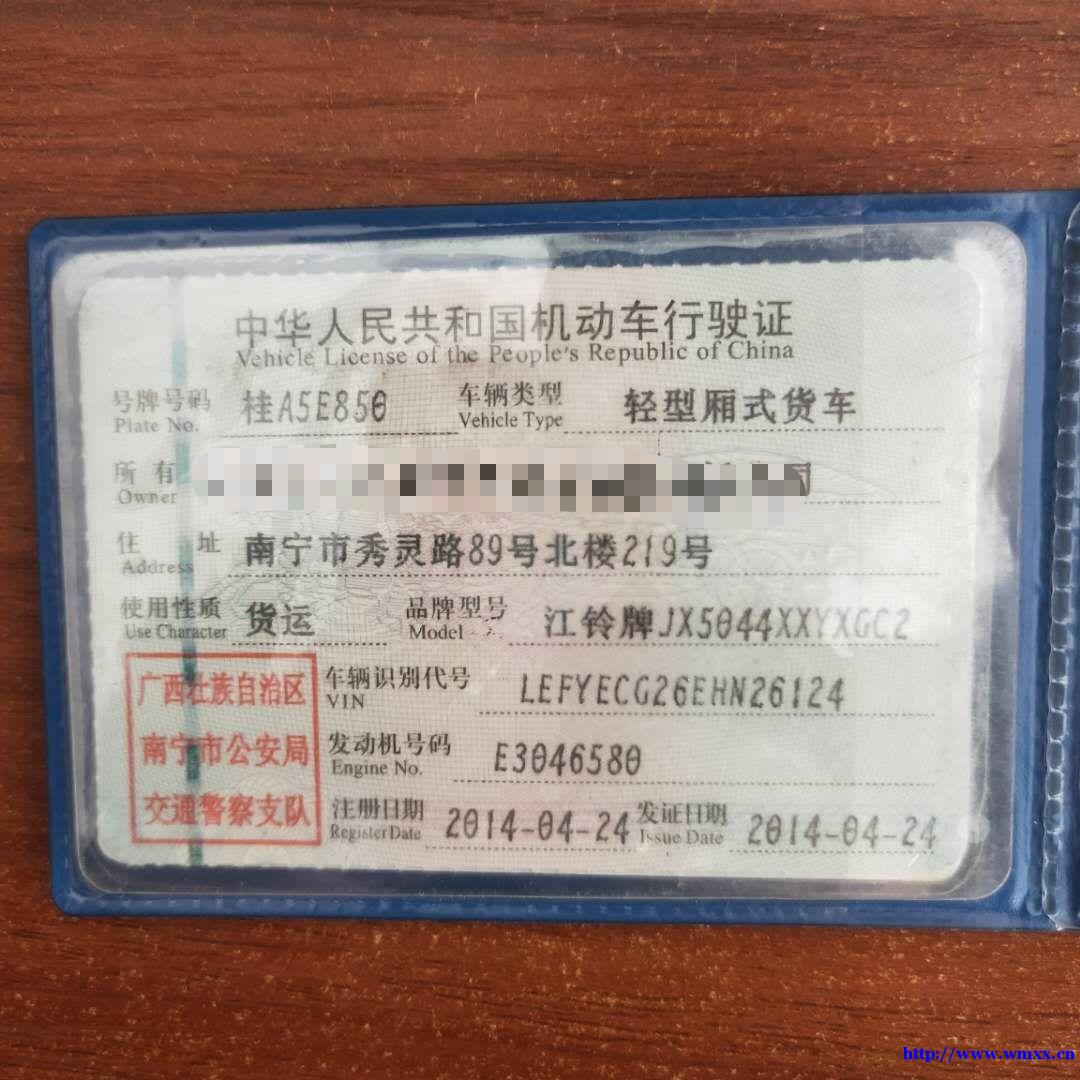 中华人民共和国机动车行驶证
Vehicle License of the People's Republic of China
号牌号码 桂A5E850 车辆类型 轻型厢式货车
Plate No. Vehicle Type
所有
Owner
住 址 南宁市秀灵路89号北楼219号
Address
使用性质 货运 品牌型号 江铃牌JX5044XXYXGC2
Use Character Model
广西壮族自治区
南宁市公安局
交通警察支队
车辆识别代号 LEFYECG26EHN26124
VIN
发动机号码 E3046580
Engine No.
注册日期 2014-04-24 发证日期 2014-04-24
Register Date Issue Date
http://www.wmxx.cn